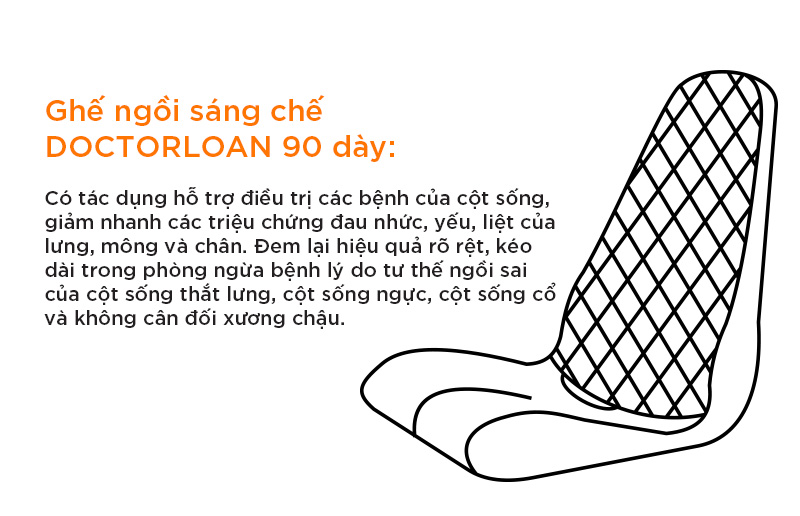 Ghế ngồi sáng chế
DOCTORLOAN 90 dày:
Có tác dụng hỗ trợ điều trị các bệnh của cột sống,
giảm nhanh các triệu chứng đau nhức, yếu, liệt của
lưng, mông và chân. Đem lại hiệu quả rõ rệt, kéo
dài trong phòng ngừa bệnh lý do tư thế ngồi sai
của cột sống thắt lưng, cột sống ngực, cột sống cổ
và không cân đối xương chậu.